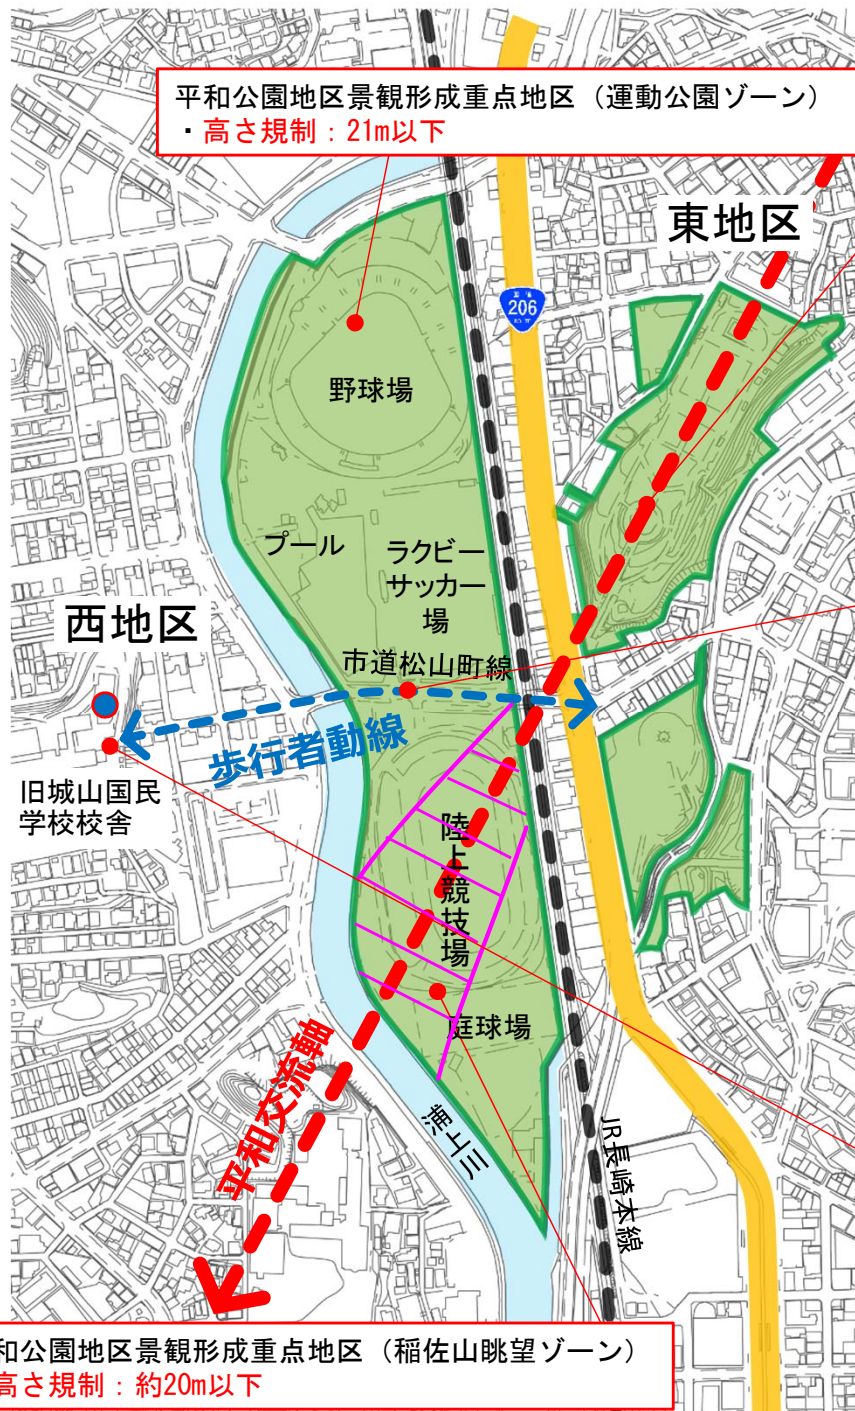 平和公園地区景観形成重点地区（運動公園ゾーン）
・高さ規制：21m以下
東地区
206
野球場
プール
ラクビー
サッカー
場
西地区
市道松山町線
歩行者動線
旧城山国民
学校校舎
陸上競技場
庭球場
平和交流軸
浦上川
JR長崎本線
和公園地区景観形成重点地区（稲佐山眺望ゾーン）
高さ規制：約20m以下